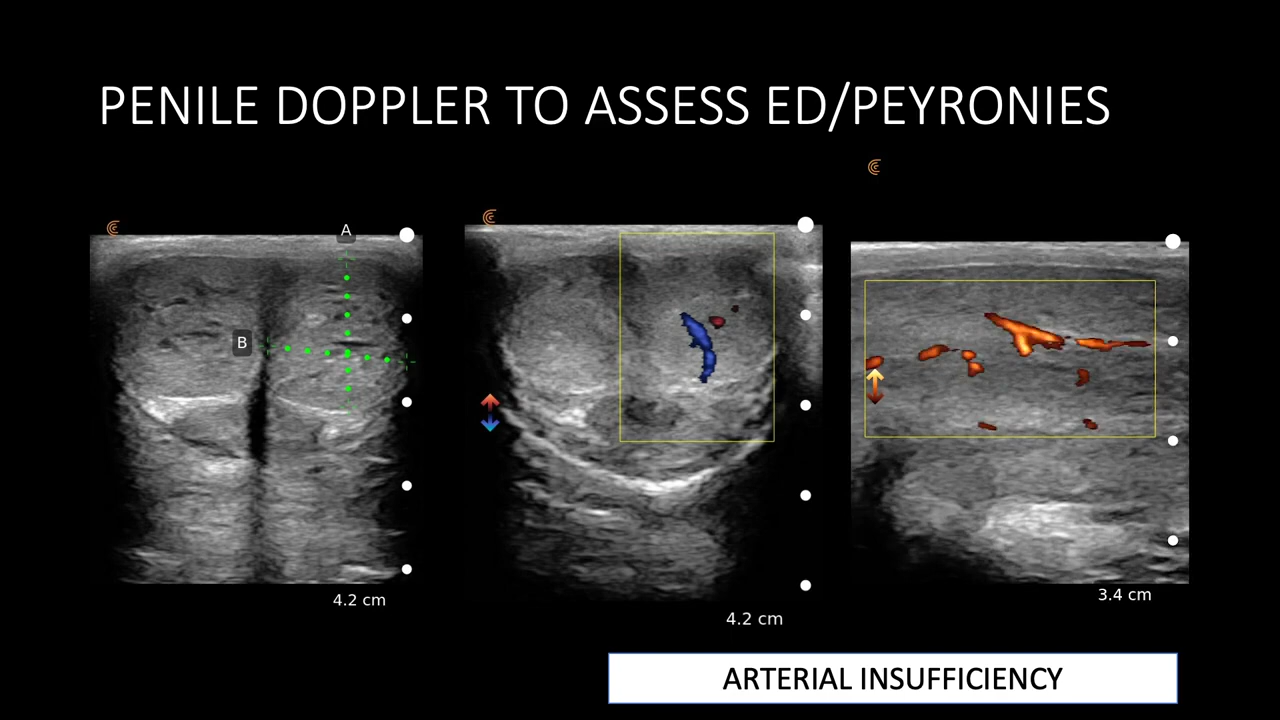 PENILE DOPPLER TO ASSESS ED/PEYRONIES
A
B
4.2 cm
4.2 cm
3.4 cm
ARTERIAL INSUFFICIENCY